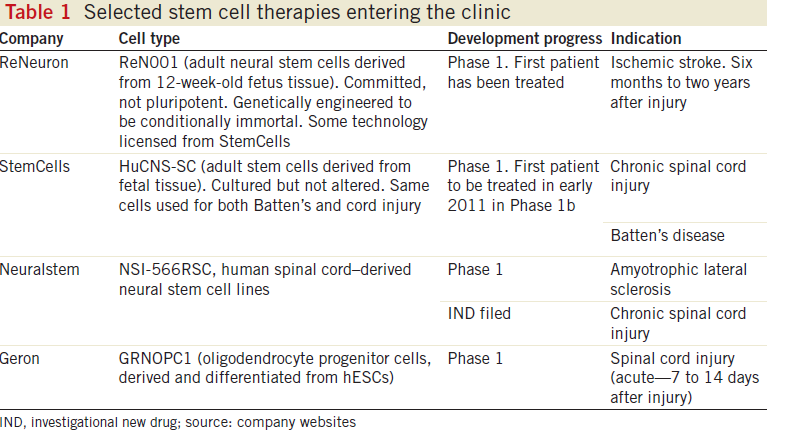 Table 1 Selected stem cell therapies entering the clinic
Company Cell type Development progress Indication
ReNeuron ReN001 (adult neural stem cells derived Phase 1. First patient Ischemic stroke. Six
from 12-week-old fetus tissue). Committed, has been treated months to two years
not pluripotent. Genetically engineered to after injury
be conditionally immortal. Some technology
licensed from StemCells
StemCells HuCNS-SC (adult stem cells derived from Phase 1. First patient Chronic spinal cord
fetal tissue). Cultured but not altered. Same to be treated in early injury
cells used for both Batten’s and cord injury 2011 in Phase 1b
Batten’s disease
Neuralstem NSI-566RSC, human spinal cord–derived Phase 1 Amyotrophic lateral
neural stem cell lines sclerosis
IND filed Chronic spinal cord
injury
Geron GRNOPC1 (oligodendrocyte progenitor cells, Phase 1 Spinal cord injury
derived and differentiated from hESCs) (acute—7 to 14 days
after injury)
IND, investigational new drug; source: company websites